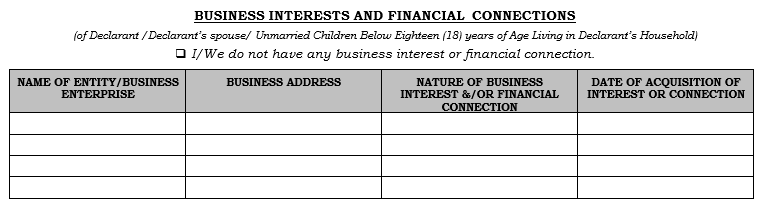 BUSINESS INTERESTS AND FINANCIAL CONNECTIONS
(of Declarant /Declarant's spouse/ Unmarried Children Below Eighteen (18) years of Age Living in Declarant's Household)
❑ I/We do not have any business interest or financial connection.
NAME OF ENTITY/BUSINESS
ENTERPRISE
BUSINESS ADDRESS
NATURE OF BUSINESS
INTEREST &/OR FINANCIAL
CONNECTION
DATE OF ACQUISITION OF
INTEREST OR CONNECTION